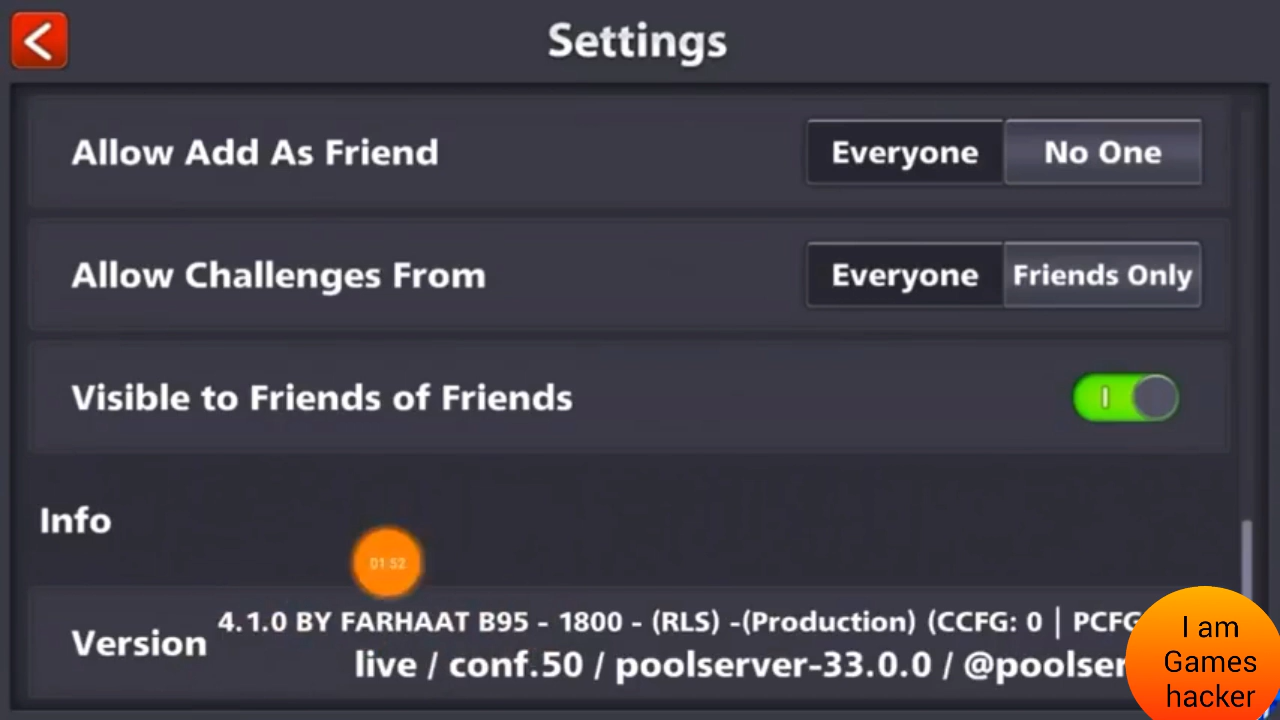 Settings
Allow Add As Friend
Everyone
No One
Allow Challenges From
Everyone
Friends Only
Visible to Friends of Friends
Info
01:52
Version
4.1.0 BY FARHAAT B95 - 1800 - (RLS) -(Production) (CCFG: 0 | PCFG
live / conf.50 / poolserver-33.0.0 / @poolser
I am
Games
hacker